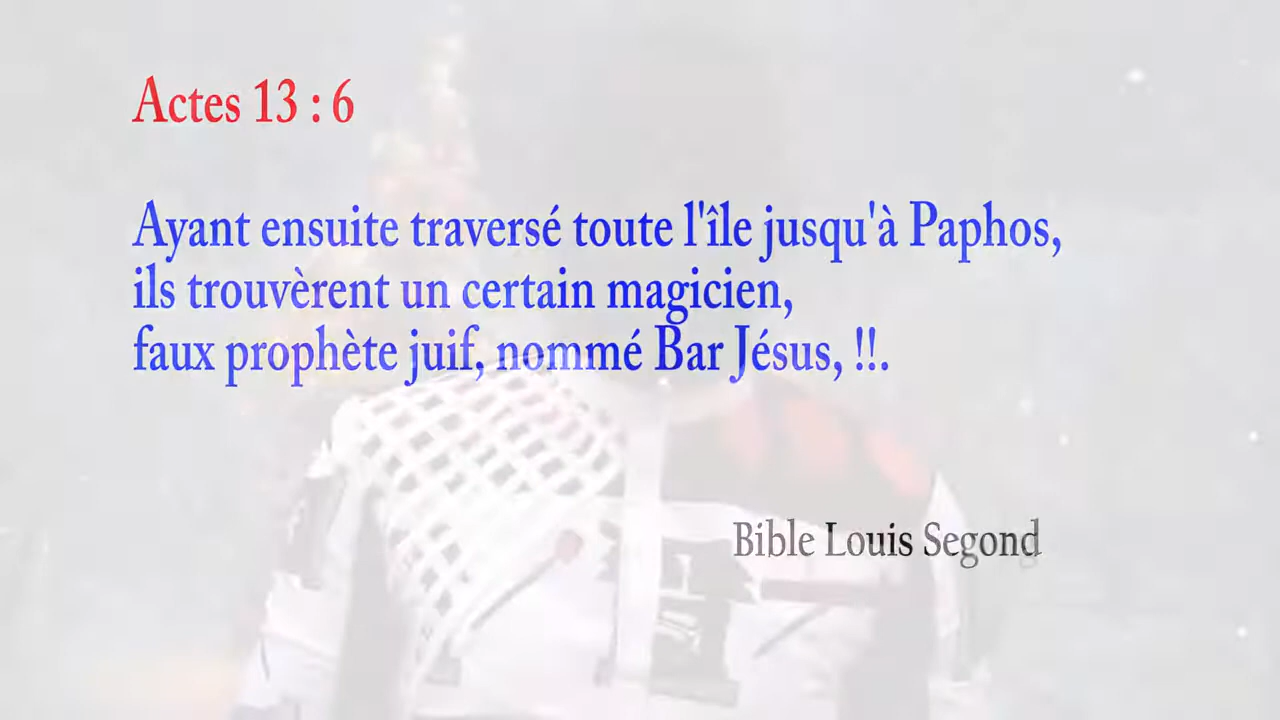 Actes 13 : 6
Ayant ensuite traversé toute l'île jusqu'à Paphos,
ils trouvèrent un certain magicien,
faux prophète juif, nommé Bar Jésus, !!.
Bible Louis Segond